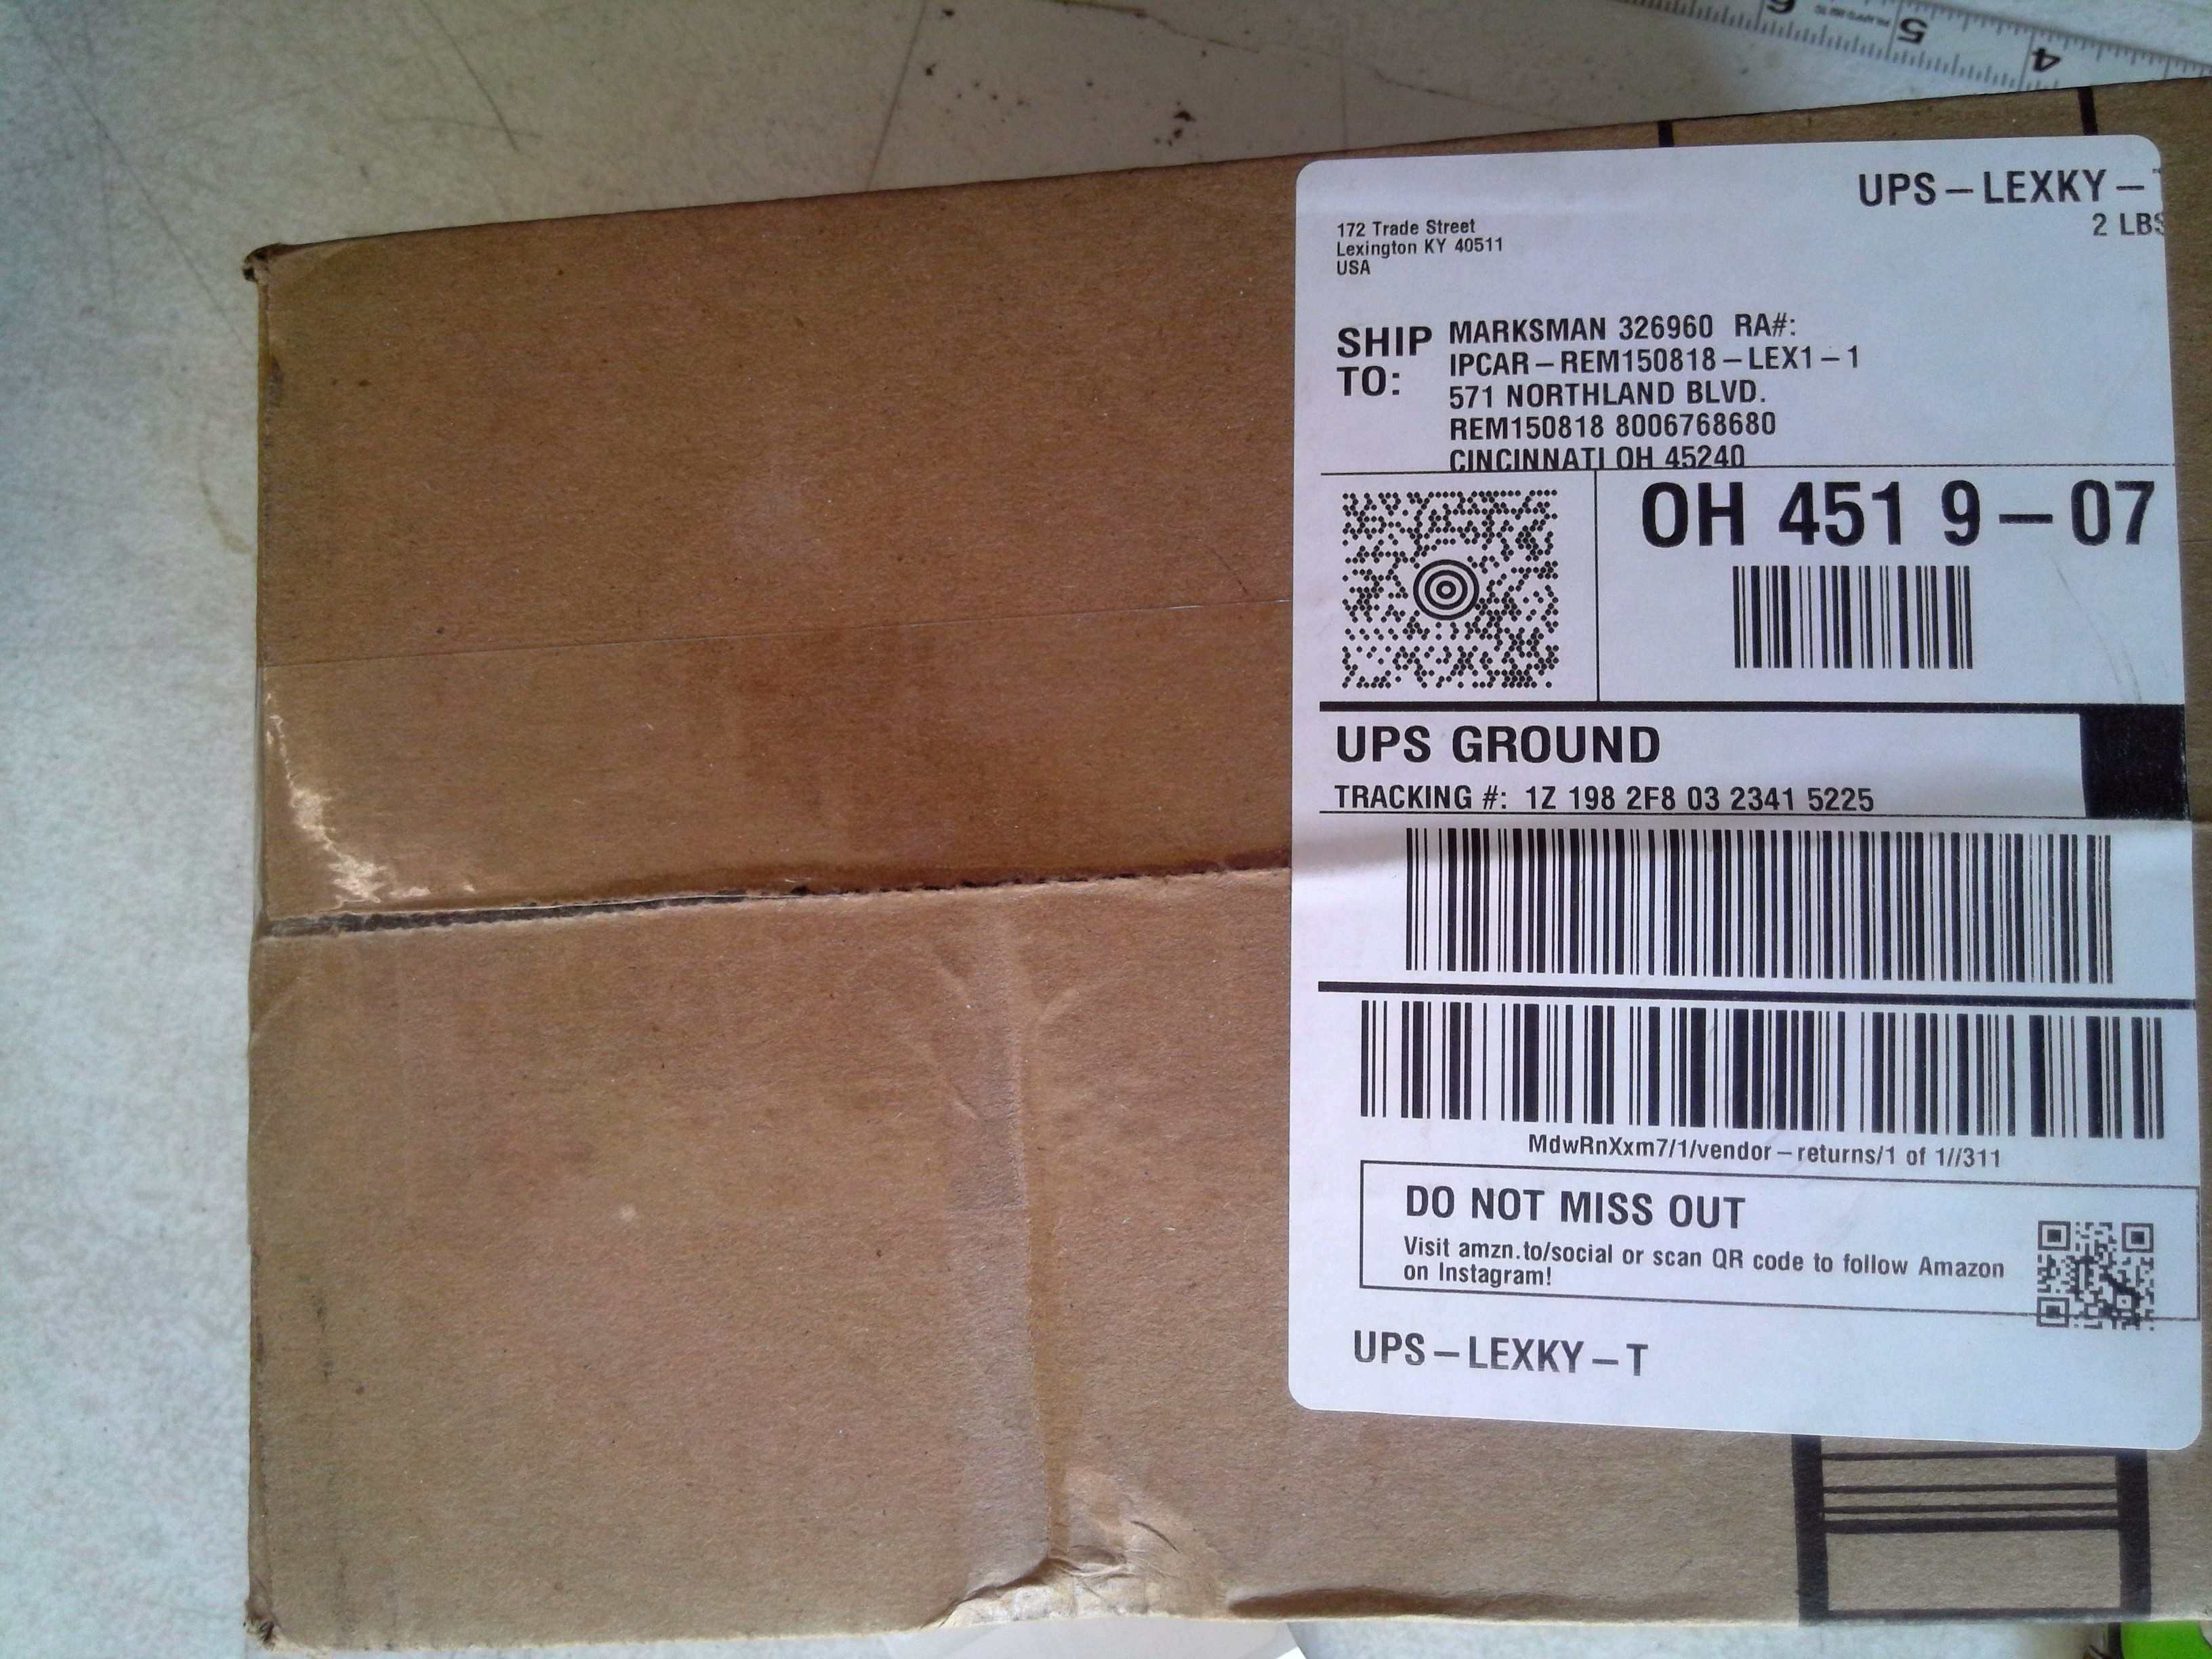 6
5
4
UPS – LEXKY –
2 LBS
172 Trade Street
Lexington KY 40511
USA
SHIP TO:
MARKSMAN 326960 RA#:
IPCAR – REM150818 – LEX1 – 1
571 NORTHLAND BLVD.
REM150818 8006768680
CINCINNATI OH 45240
OH 451 9 – 07
UPS GROUND
TRACKING #: 1Z 198 2F8 03 2341 5225
MdwRnXxm7/1/vendor – returns/1 of 1//311
DO NOT MISS OUT
Visit amzn.to/social or scan QR code to follow Amazon
on Instagram!
UPS – LEXKY – T